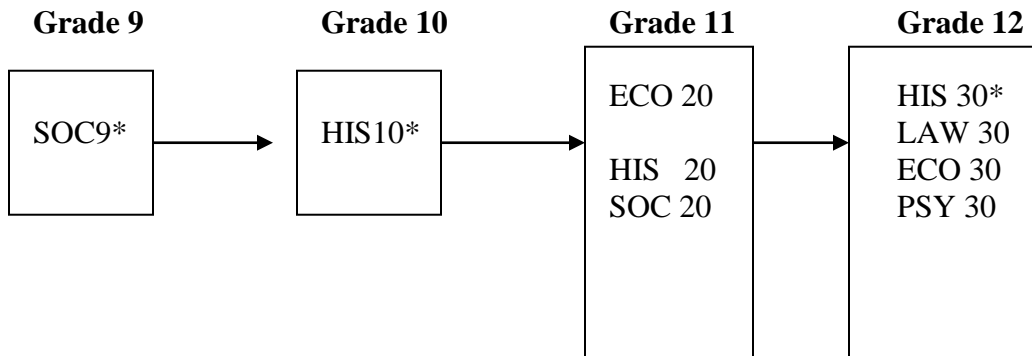 Grade 9 Grade 10 Grade 11 Grade 12
SOC9*
HIS10*
ECO 20
HIS 20
SOC 20
HIS 30*
LAW 30
ECO 30
PSY 30